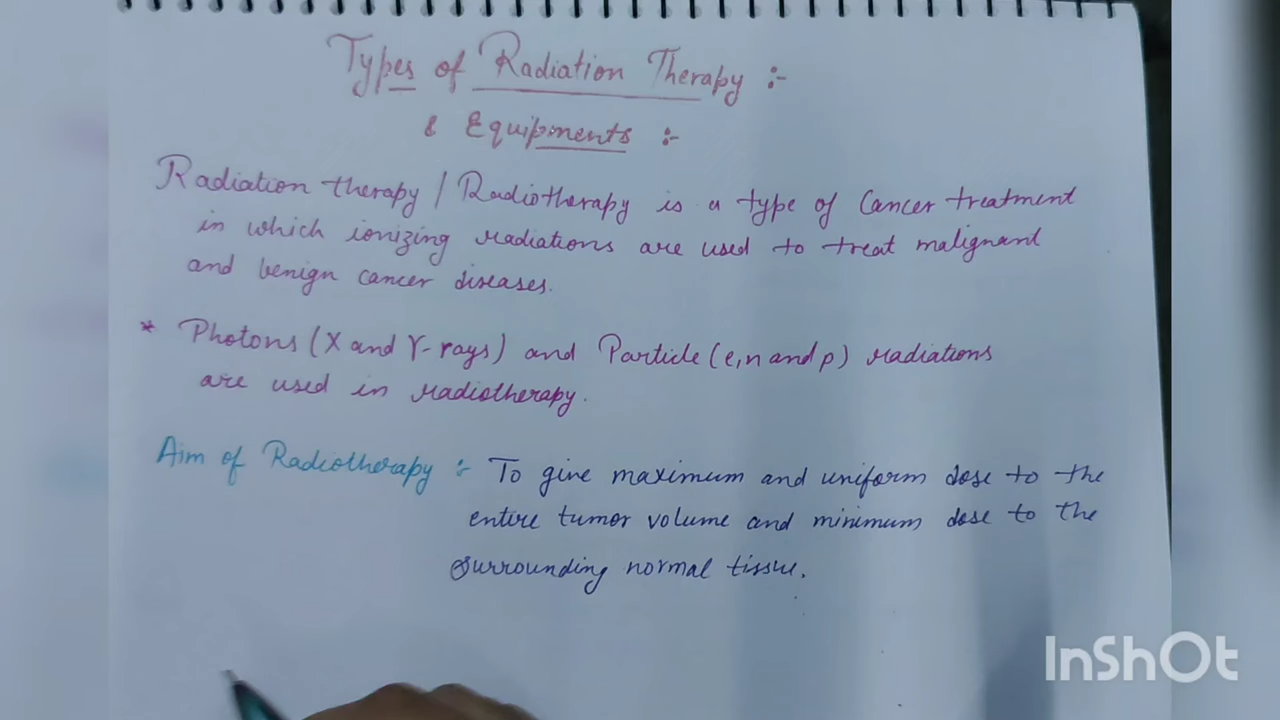 Types of Radiation Therapy :-
& Equipments :-
Radiation therapy / Radiotherapy is a type of Cancer treatment
in which ionizing radiations are used to treat malignant
and benign cancer diseases.
* Photons (X and γ-rays) and Particle (e, n and p) radiations
are used in radiotherapy.
Aim of Radiotherapy :- To give maximum and uniform dose to the
entire tumor volume and minimum dose to the
surrounding normal tissue.
InShOt